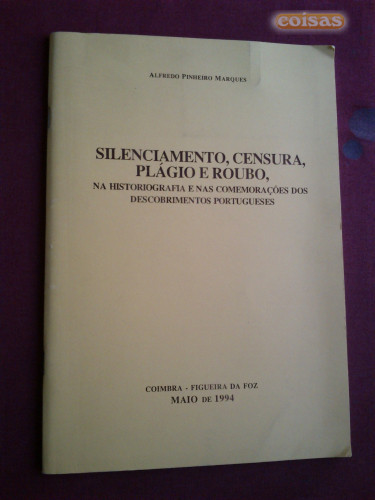 coisas
ALFREDO PINHEIRO MARQUES
SILENCIAMENTO, CENSURA,
PLÁGIO E ROUBO,
NA HISTORIOGRAFIA E NAS COMEMORAÇÕES DOS
DESCOBRIMENTOS PORTUGUESES
COIMBRA - FIGUEIRA DA FOZ
MAIO DE 1994